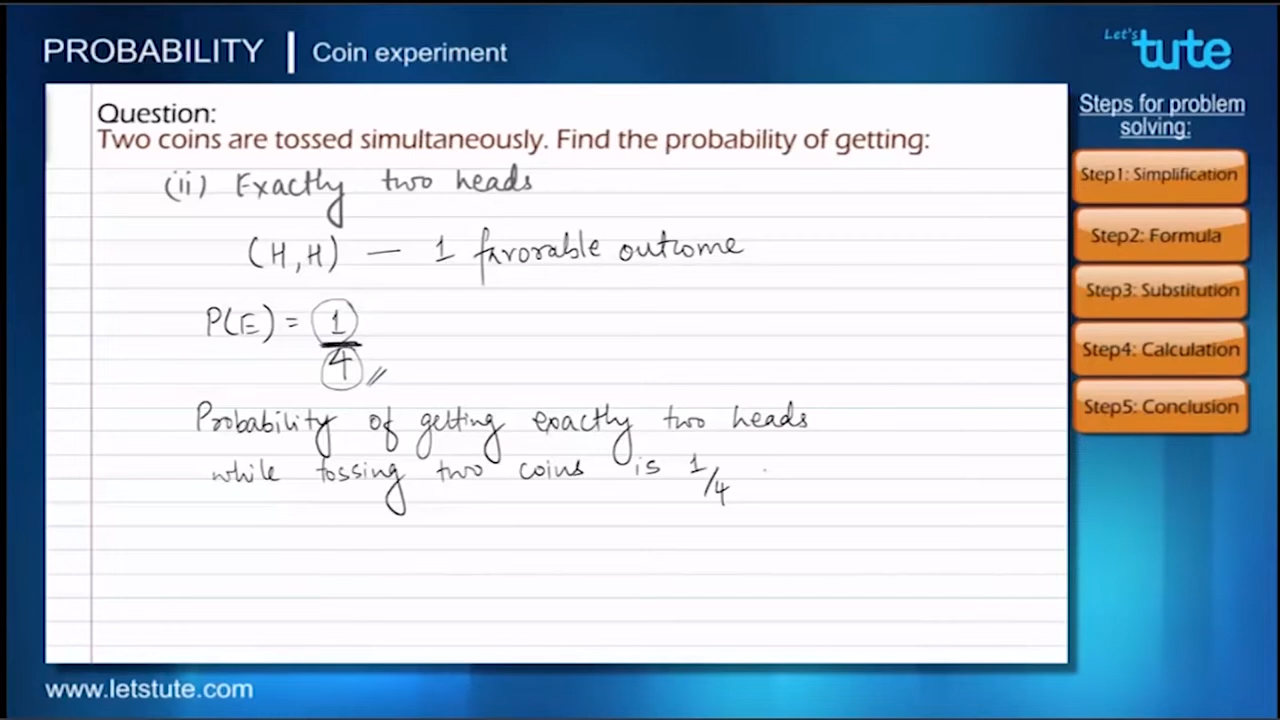 PROBABILITY | Coin experiment
Let's tute
Question:
Two coins are tossed simultaneously. Find the probability of getting:
(ii) Exactly two heads
(H,H) — 1 favorable outcome
P(E) = 1
4 //
Probability of getting exactly two heads
while tossing two coins is 1/4
Steps for problem
solving:
Step1: Simplification
Step2: Formula
Step3: Substitution
Step4: Calculation
Step5: Conclusion
www.letstute.com